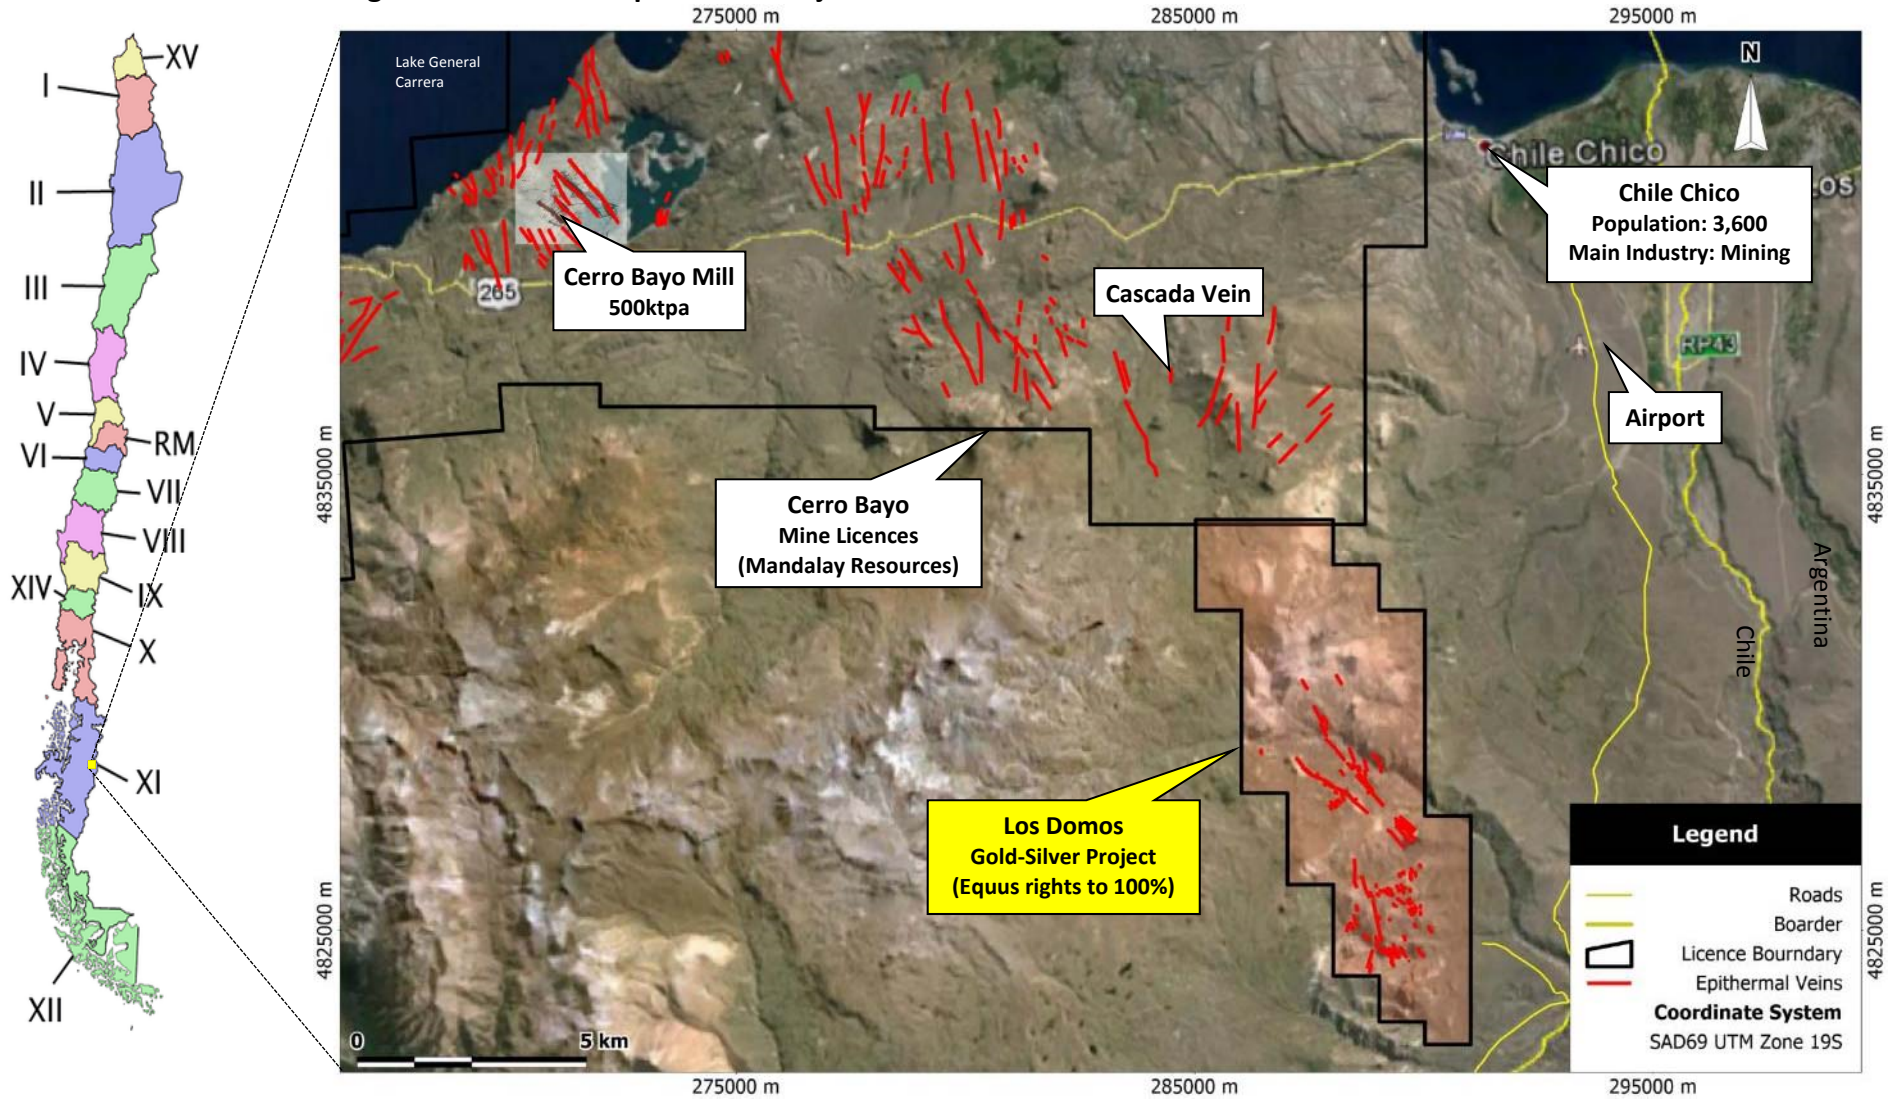 275000 m
285000 m
295000 m
XV
I
II
III
IV
V
RM
VI
VII
VIII
IX
XIV
X
XI
XII
Lake General
Carrera
N
Chile Chico
LOS
Chile Chico
Population: 3,600
Main Industry: Mining
265
Cerro Bayo Mill
500ktpa
Cascada Vein
RP43
Airport
4835000 m
4835000 m
Cerro Bayo
Mine Licences
(Mandalay Resources)
Argentina
Chile
Los Domos
Gold-Silver Project
(Equus rights to 100%)
4825000 m
4825000 m
Legend
Roads
Boarder
Licence Bourndary
Epithermal Veins
Coordinate System
SAD69 UTM Zone 19S
0
5 km
275000 m
285000 m
295000 m